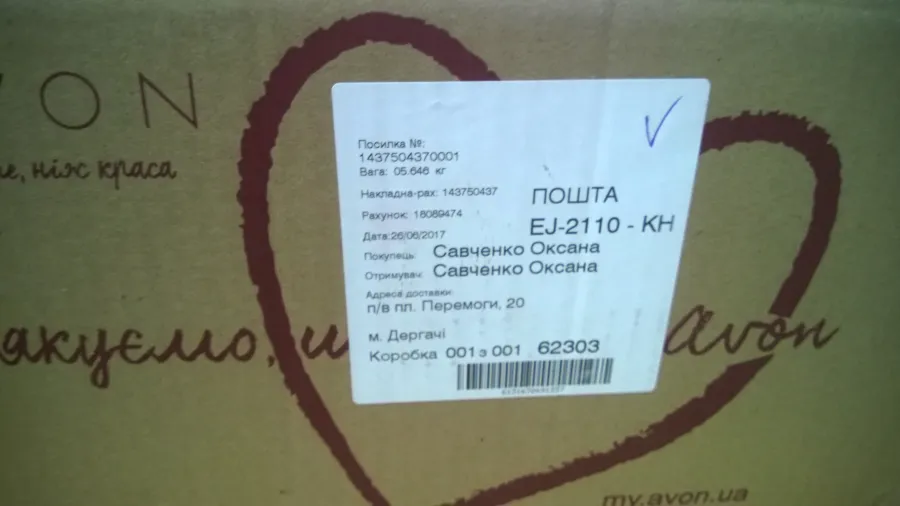 VON
ніж краса
Посилка №:
1437504370001
Вага: 05.646 кг
Накладна-рах: 143750437
ПОШТА
Рахунок: 18089474
EJ-2110 - КН
Дата:26/06/2017
Покупець: Савченко Оксана
Отримувач: Савченко Оксана
Адреса доставки:
п/в пл. Перемоги, 20
м. Дергачі
Коробка 001 з 001 62303
якуємо,
Avon
my.avon.ua